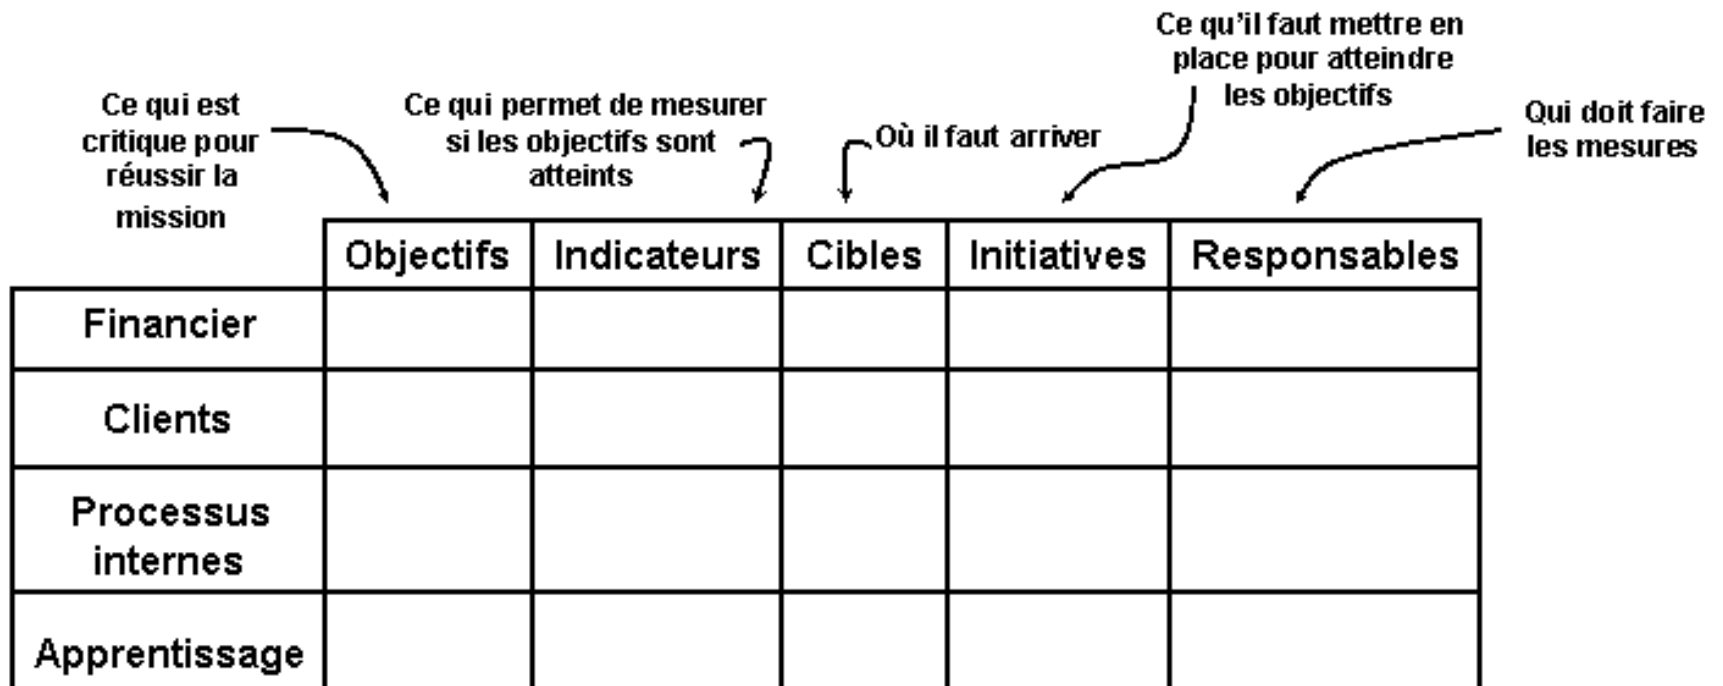 Ce qui est
critique pour
réussir la
mission
Ce qui permet de mesurer
si les objectifs sont
atteints
Où il faut arriver
Ce qu'il faut mettre en
place pour atteindre
les objectifs
Qui doit faire
les mesures
Objectifs Indicateurs Cibles Initiatives Responsables
Financier
Clients
Processus
internes
Apprentissage